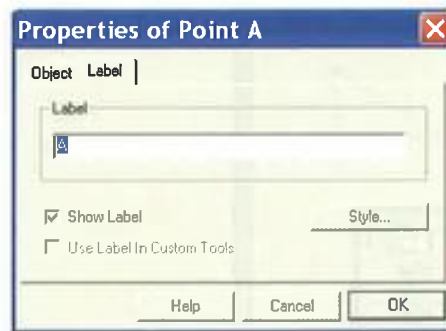 Properties of Point A
Object Label
Label
A
Show Label Style...
Use Label In Custom Tools
Help Cancel OK